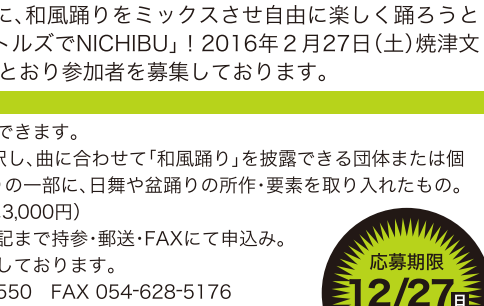 に、和風踊りをミックスさせ自由に楽しく踊ろうと
トルズでNICHIBU」！2016年２月27日（土）焼津文
とおり参加者を募集しております。
できます。
釈し、曲に合わせて「和風踊り」を披露できる団体または個
の一部に、日舞や盆踊りの所作・要素を取り入れたもの。
3,000円）
記まで持参・郵送・FAXにて申込み。
しております。
550　FAX 054-628-5176
応募期限
12/27日